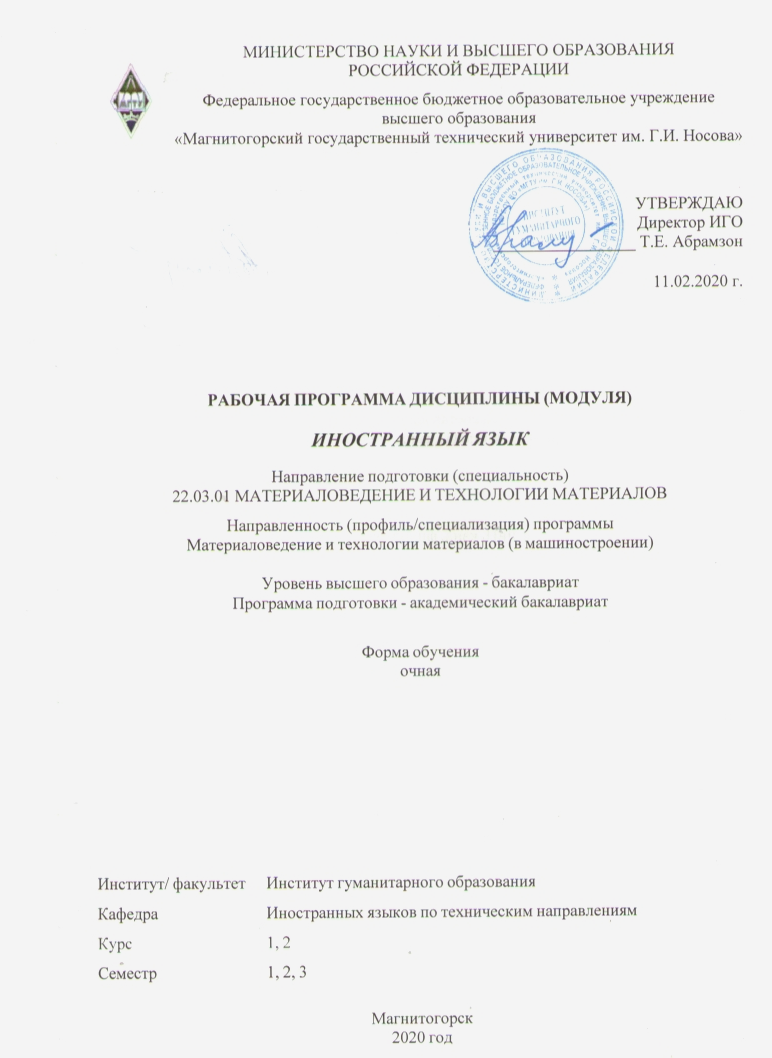 МИНИСТЕРСТВО НАУКИ И ВЫСШЕГО ОБРАЗОВАНИЯ
РОССИЙСКОЙ ФЕДЕРАЦИИ
Федеральное государственное бюджетное образовательное учреждение
высшего образования
«Магнитогорский государственный технический университет им. Г.И. Носова»
МГТУ
УТВЕРЖДАЮ
Директор ИГО
Т.Е. Абрамзон
11.02.2020 г.
РАБОЧАЯ ПРОГРАММА ДИСЦИПЛИНЫ (МОДУЛЯ)
ИНОСТРАННЫЙ ЯЗЫК
Направление подготовки (специальность)
22.03.01 МАТЕРИАЛОВЕДЕНИЕ И ТЕХНОЛОГИИ МАТЕРИАЛОВ
Направленность (профиль/специализация) программы
Материаловедение и технологии материалов (в машиностроении)
Уровень высшего образования - бакалавриат
Программа подготовки - академический бакалавриат
Форма обучения
очная
Институт/ факультет Институт гуманитарного образования
Кафедра Иностранных языков по техническим направлениям
Курс 1, 2
Семестр 1, 2, 3
Магнитогорск
2020 год